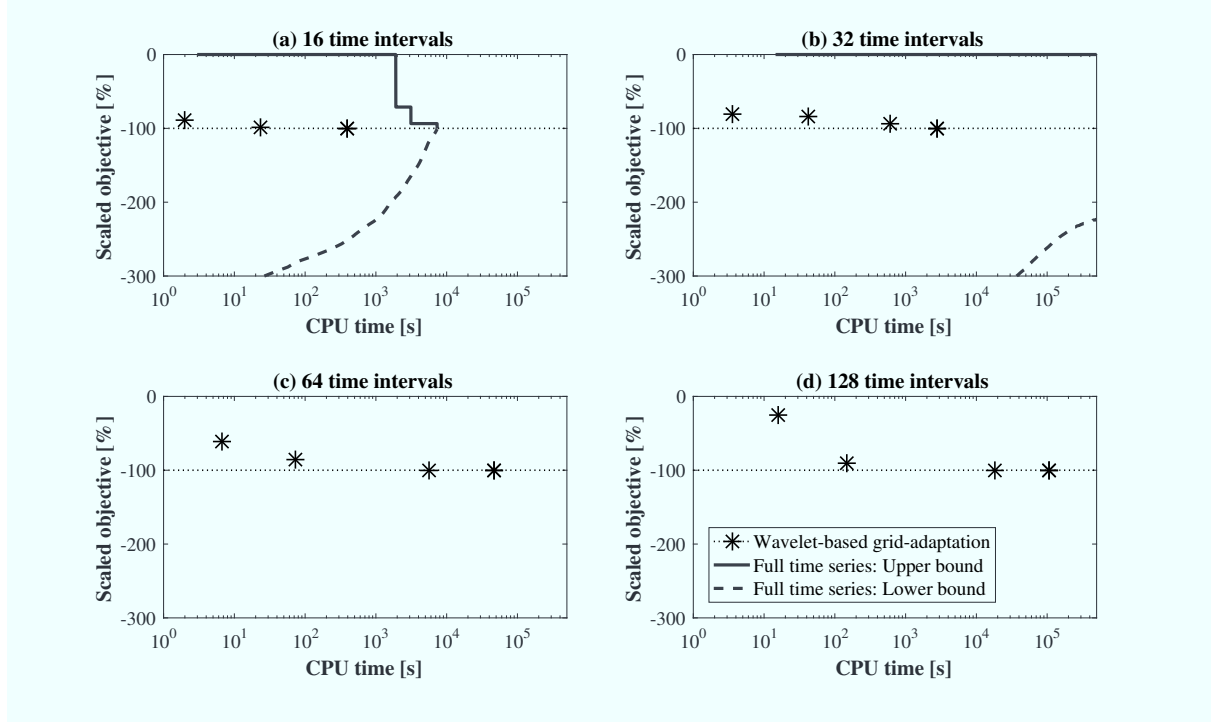 (a) 16 time intervals
0
-100
-200
-300
Scaled objective [%]
10^0 10^1 10^2 10^3 10^4 10^5
CPU time [s]
(b) 32 time intervals
0
-100
-200
-300
Scaled objective [%]
10^0 10^1 10^2 10^3 10^4 10^5
CPU time [s]
(c) 64 time intervals
0
-100
-200
-300
Scaled objective [%]
10^0 10^1 10^2 10^3 10^4 10^5
CPU time [s]
(d) 128 time intervals
0
-100
-200
-300
Scaled objective [%]
Wavelet-based grid-adaptation
Full time series: Upper bound
Full time series: Lower bound
10^0 10^1 10^2 10^3 10^4 10^5
CPU time [s]